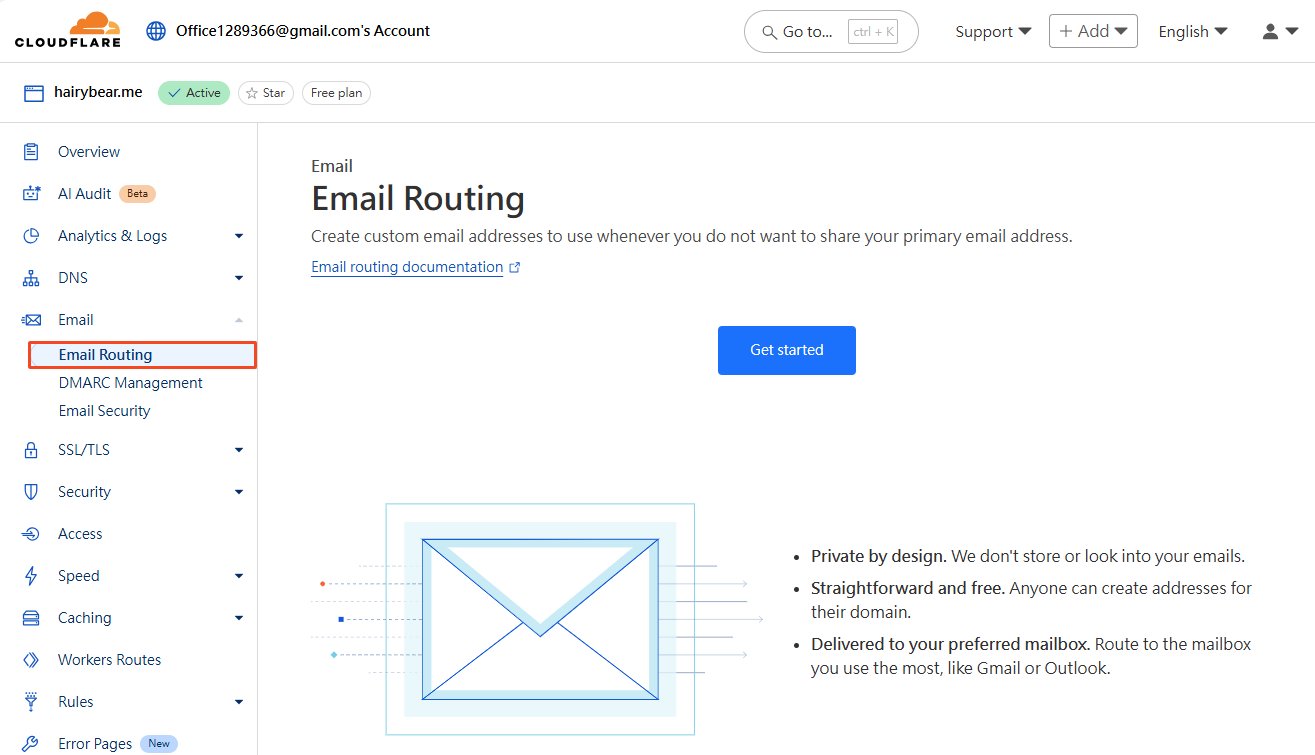 CLOUDFLARE
Office1289366@gmail.com's Account
Go to... ctrl + K
Support
+ Add
English
hairybear.me
Active
Star
Free plan
Overview
AI Audit Beta
Analytics & Logs
DNS
Email
Email Routing
DMARC Management
Email Security
SSL/TLS
Security
Access
Speed
Caching
Workers Routes
Rules
Error Pages New
Email
Email Routing
Create custom email addresses to use whenever you do not want to share your primary email address.
Email routing documentation
Get started
• Private by design. We don't store or look into your emails.
• Straightforward and free. Anyone can create addresses for
their domain.
• Delivered to your preferred mailbox. Route to the mailbox
you use the most, like Gmail or Outlook.